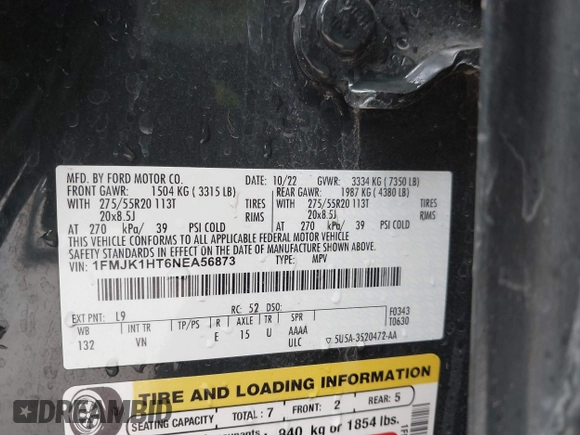 MFD. BY FORD MOTOR CO.
10/22 GVWR: 3334 KG ( 7350 LB)
FRONT GAWR: 1504 KG ( 3315 LB)
REAR GAWR: 1987 KG ( 4380 LB)
WITH 275/55R20 113T TIRES
WITH 275/55R20 113T TIRES
20x8.5J RIMS
20x8.5J RIMS
AT 270 kPa/ 39 PSI COLD
AT 270 kPa/ 39 PSI COLD
THIS VEHICLE CONFORMS TO ALL APPLICABLE FEDERAL MOTOR VEHICLE
SAFETY STANDARDS IN EFFECT ON THE DATE OF MANUFACTURE SHOWN ABOVE.
VIN: 1FMJK1HT6NEA56873 TYPE: MPV
EXT PNT: L9 RC: 52 DSO: F0343
WB INT TR TP/PS R AXLE TR SPR T0630
132 VN E 15 U AAAA
ULC 5U5A-3520472-AA
TIRE AND LOADING INFORMATION
SEATING CAPACITY TOTAL: 7 FRONT: 2 REAR: 5
940 kg or 1854 lbs.
DREAMBID